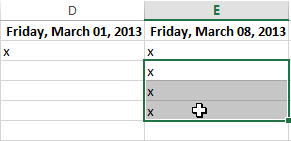 D E
Friday, March 01, 2013 Friday, March 08, 2013
x x
x
x
x